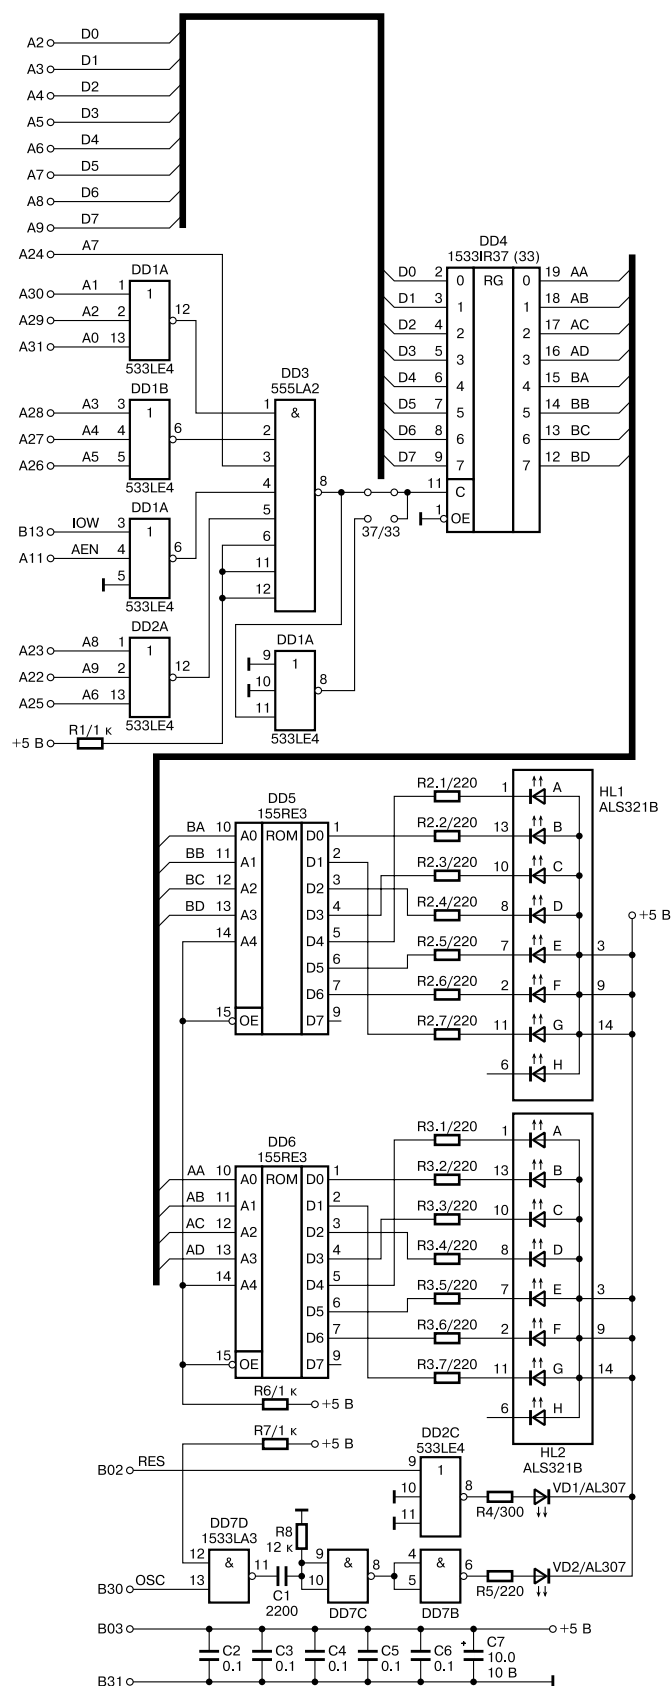 A2 D0
A3 D1
A4 D2
A5 D3
A6 D4
A7 D5
A8 D6
A9 D7
A24 A7
DD4
1533IR37 (33)
D0 2 0 RG 0 19 AA
D1 3 1 1 18 AB
D2 4 2 2 17 AC
D3 5 3 3 16 AD
D4 6 4 4 15 BA
D5 7 5 5 14 BB
D6 8 6 6 13 BC
D7 9 7 7 12 BD
11 C
1 OE
37/33
DD1A
A30 A1 1 1
A29 A2 2 12
A31 A0 13
533LE4
DD1B
A28 A3 3 1
A27 A4 4 6
A26 A5 5
533LE4
DD1A
B13 IOW 3 1
A11 AEN 4 6
5
533LE4
DD2A
A23 A8 1 1
A22 A9 2 12
A25 A6 13
533LE4
+5 В R1/1 к
DD3
555LA2
1 &
2
3
4 8
5
6
11
12
DD1A
9 1
10 8
11
533LE4
DD5
155RE3
BA 10 A0 ROM D0 1
BB 11 A1 D1 2
BC 12 A2 D2 3
BD 13 A3 D3 4
14 A4 D4 5
D5 6
D6 7
15 OE D7 9
R2.1/220 1 A
R2.2/220 13 B
R2.3/220 10 C
R2.4/220 8 D
R2.5/220 7 E 3
R2.6/220 2 F 9
R2.7/220 11 G 14
6 H
HL1
ALS321B
+5 В
DD6
155RE3
AA 10 A0 ROM D0 1
AB 11 A1 D1 2
AC 12 A2 D2 3
AD 13 A3 D3 4
14 A4 D4 5
D5 6
D6 7
15 OE D7 9
R3.1/220 1 A
R3.2/220 13 B
R3.3/220 10 C
R3.4/220 8 D
R3.5/220 7 E 3
R3.6/220 2 F 9
R3.7/220 11 G 14
6 H
HL2
ALS321B
R6/1 к +5 В
R7/1 к +5 В
DD2C
533LE4
B02 RES 9 1
10 8
11
R4/300
VD1/AL307
DD7D
1533LA3
12 &
B30 OSC 13 11
C1
2200
R8
12 к
9 & 8
10
DD7C
4 & 6
5
DD7B
R5/220
VD2/AL307
B03 +5 В
C2
0.1
C3
0.1
C4
0.1
C5
0.1
C6
0.1
+ C7
10.0
10 В
B31